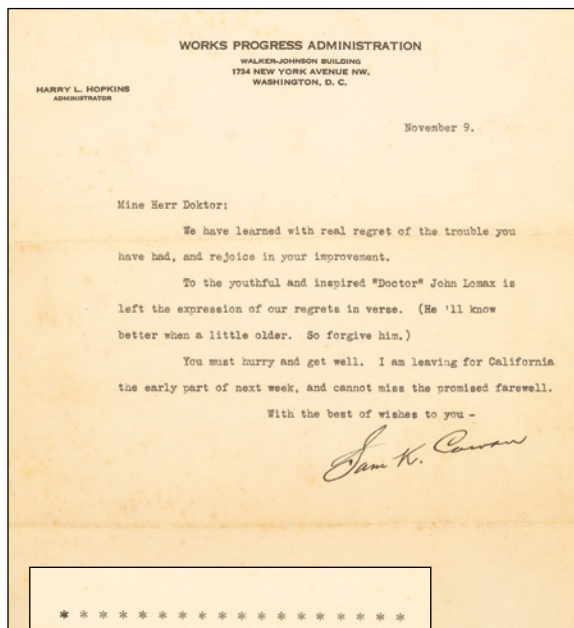 WORKS PROGRESS ADMINISTRATION
WALKER-JOHNSON BUILDING
1734 NEW YORK AVENUE NW.
WASHINGTON, D. C.
HARRY L. HOPKINS
ADMINISTRATOR
November 9.
Mine Herr Doktor:
We have learned with real regret of the trouble you
have had, and rejoice in your improvement.
To the youthful and inspired "Doctor" John Lomax is
left the expression of our regrets in verse. (He 'll know
better when a little older. So forgive him.)
You must hurry and get well. I am leaving for California
the early part of next week, and cannot miss the promised farewell.
With the best of wishes to you -
Sam K. Cowan
* * * * * * * * * * * * * * * * * *